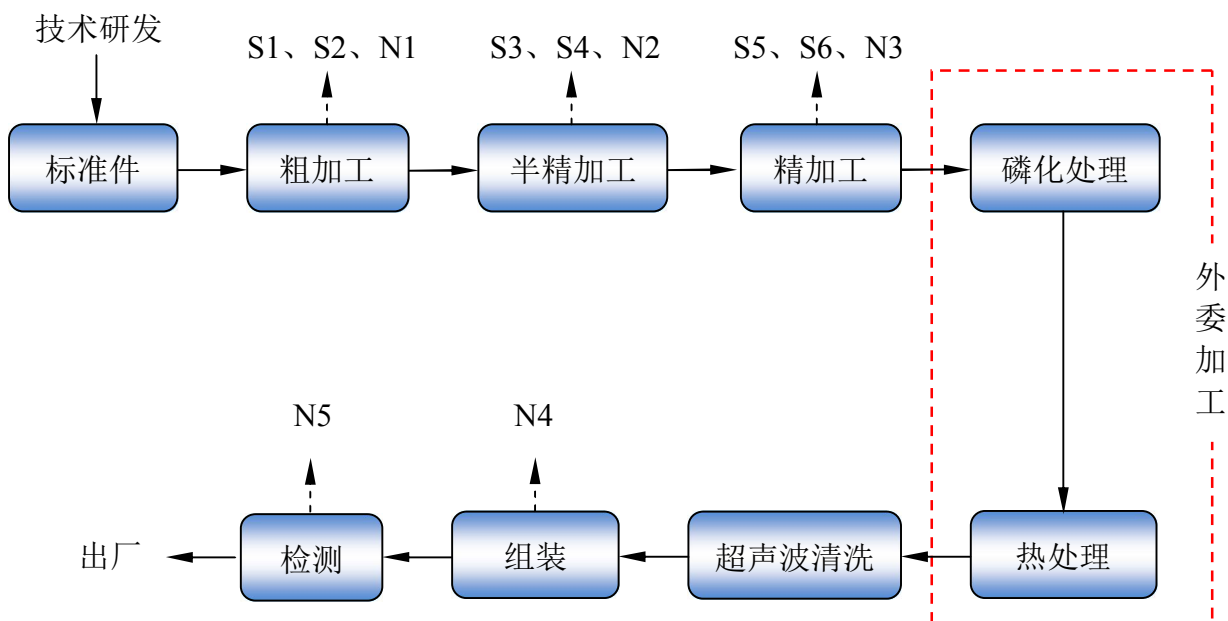 技术研发
S1、S2、N1
S3、S4、N2
S5、S6、N3
标准件
粗加工
半精加工
精加工
磷化处理
外委加工
N5
N4
出厂
检测
组装
超声波清洗
热处理